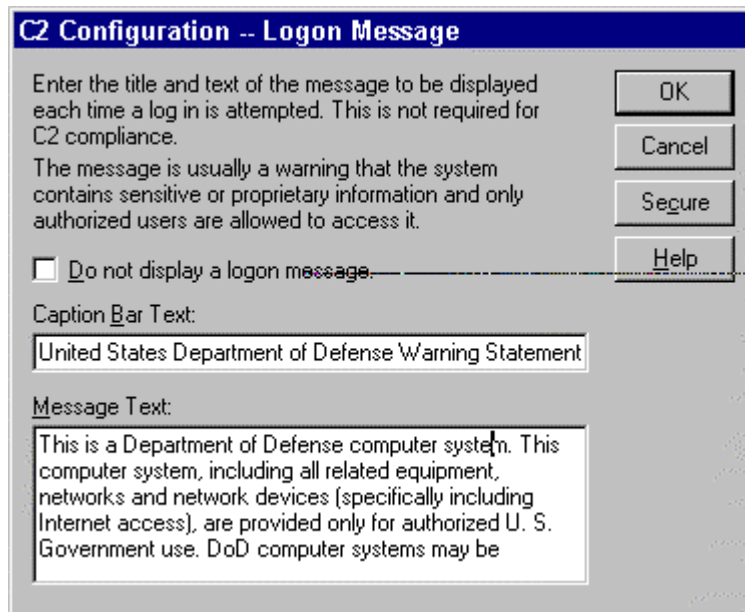 C2 Configuration -- Logon Message
Enter the title and text of the message to be displayed
each time a log in is attempted. This is not required for
C2 compliance.
The message is usually a warning that the system
contains sensitive or proprietary information and only
authorized users are allowed to access it.
OK
Cancel
Secure
Help
Do not display a logon message.
Caption Bar Text:
United States Department of Defense Warning Statement
Message Text:
This is a Department of Defense computer system. This
computer system, including all related equipment,
networks and network devices (specifically including
Internet access), are provided only for authorized U. S.
Government use. DoD computer systems may be